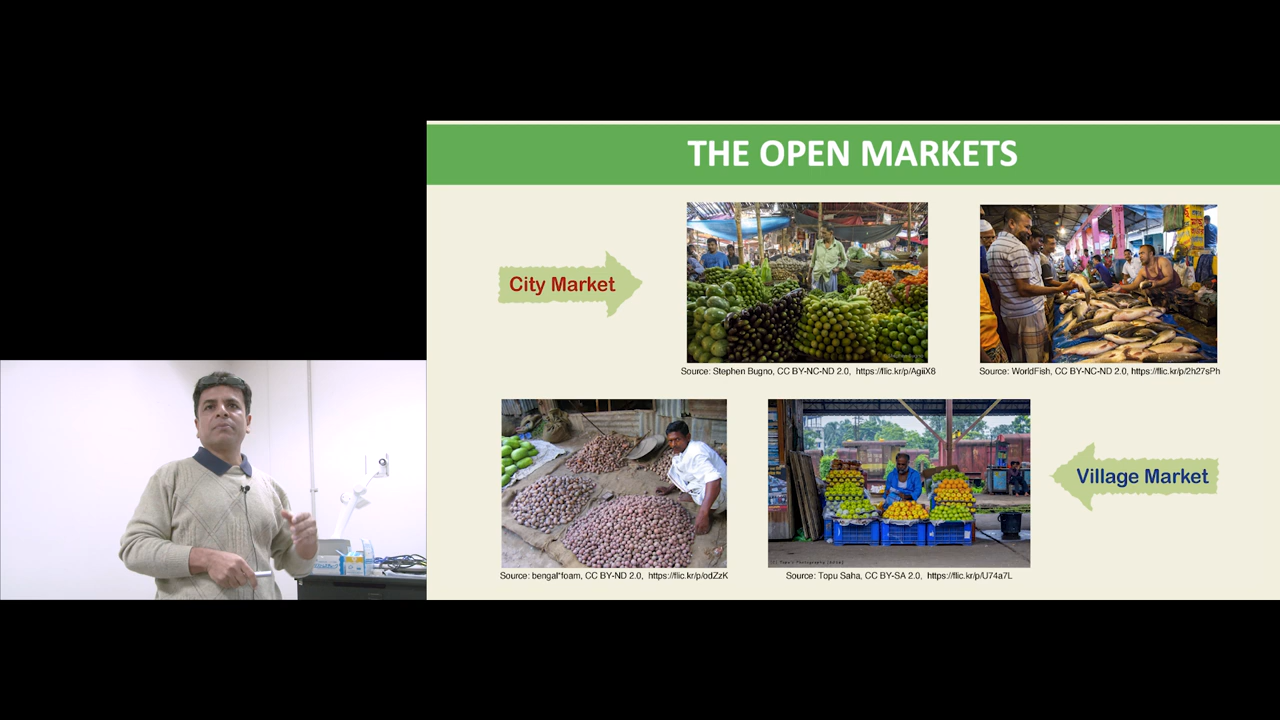 THE OPEN MARKETS
City Market
Source: Stephen Bugno, CC BY-NC-ND 2.0, https://flic.kr/p/AgiiX8
Source: WorldFish, CC BY-NC-ND 2.0, https://flic.kr/p/2h27sPh
Village Market
Source: bengal*foam, CC BY-ND 2.0, https://flic.kr/p/odZzK
Source: Topu Saha, CC BY-SA 2.0, https://flic.kr/p/U74a7L